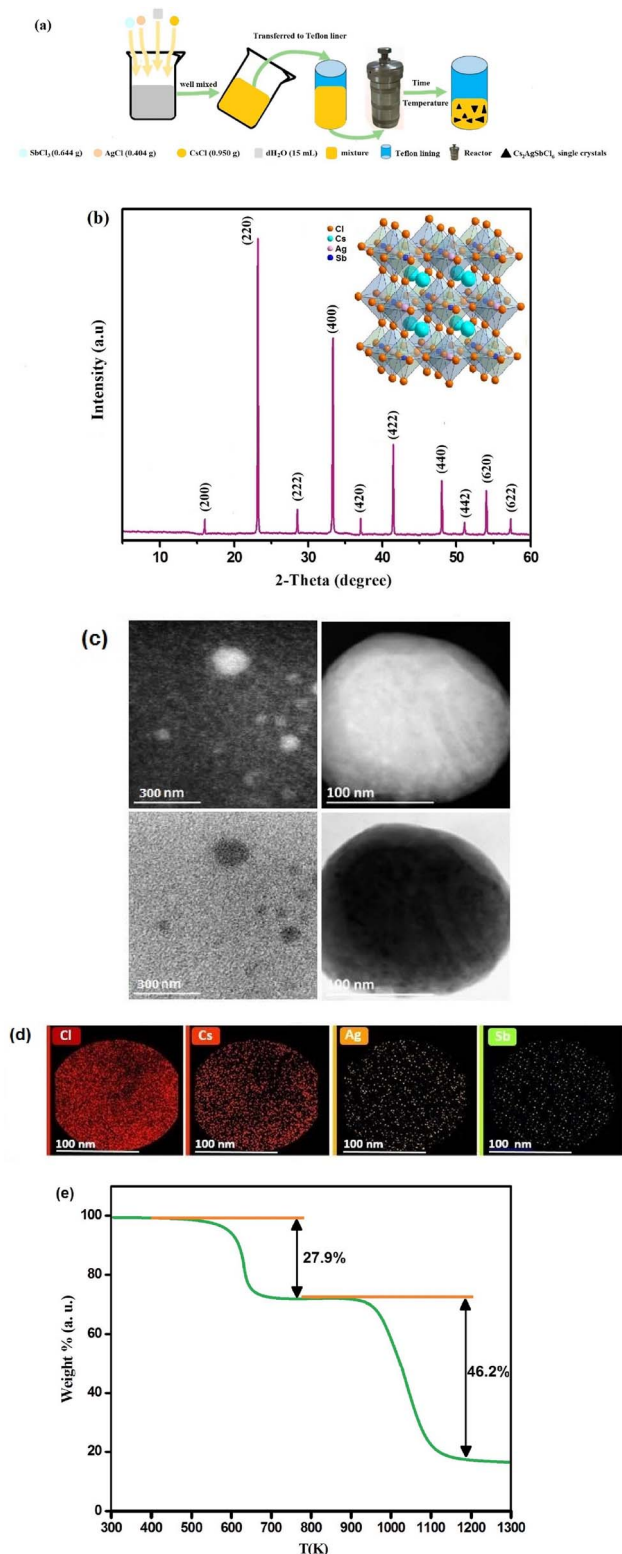 (a)
Transferred to Teflon liner
well mixed
Time
Temperature
SbCl₃ (0.644 g) AgCl (0.404 g) CsCl (0.950 g) dH₂O (15 mL) mixture Teflon lining Reactor Cs₂AgSbCl₆ single crystals
(b)
(220)
Cl
Cs
Ag
Sb
(400)
(422)
(200)
(222)
(420)
(440)
(442)
(620)
(622)
Intensity (a.u)
10 20 30 40 50 60
2-Theta (degree)
(c)
300 nm 100 nm
300 nm 100 nm
(d)
Cl Cs Ag Sb
100 nm 100 nm 100 nm 100 nm
(e)
100
80
60
40
20
0
27.9%
46.2%
Weight % (a. u.)
300 400 500 600 700 800 900 1000 1100 1200 1300
T(K)